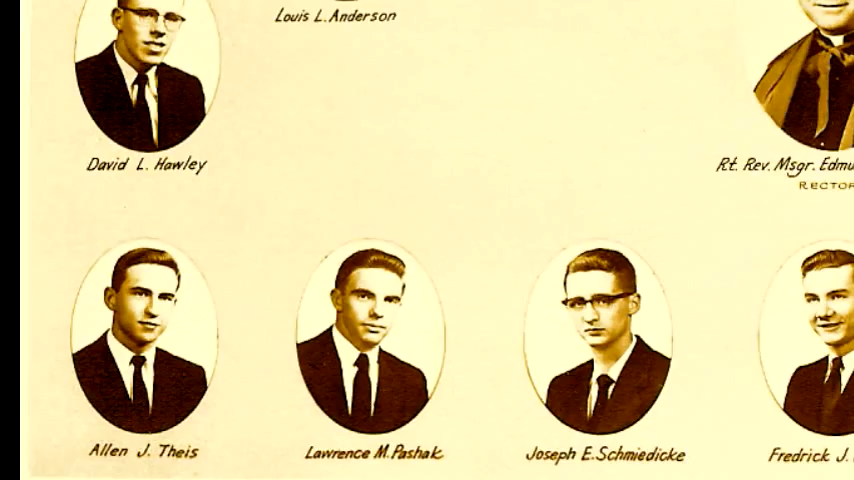 Louis L. Anderson
David L. Hawley
Rt. Rev. Msgr.
RECTOR
Allen J. Theis
Lawrence M. Pashak
Joseph E. Schmiedicke
Fredrick J.